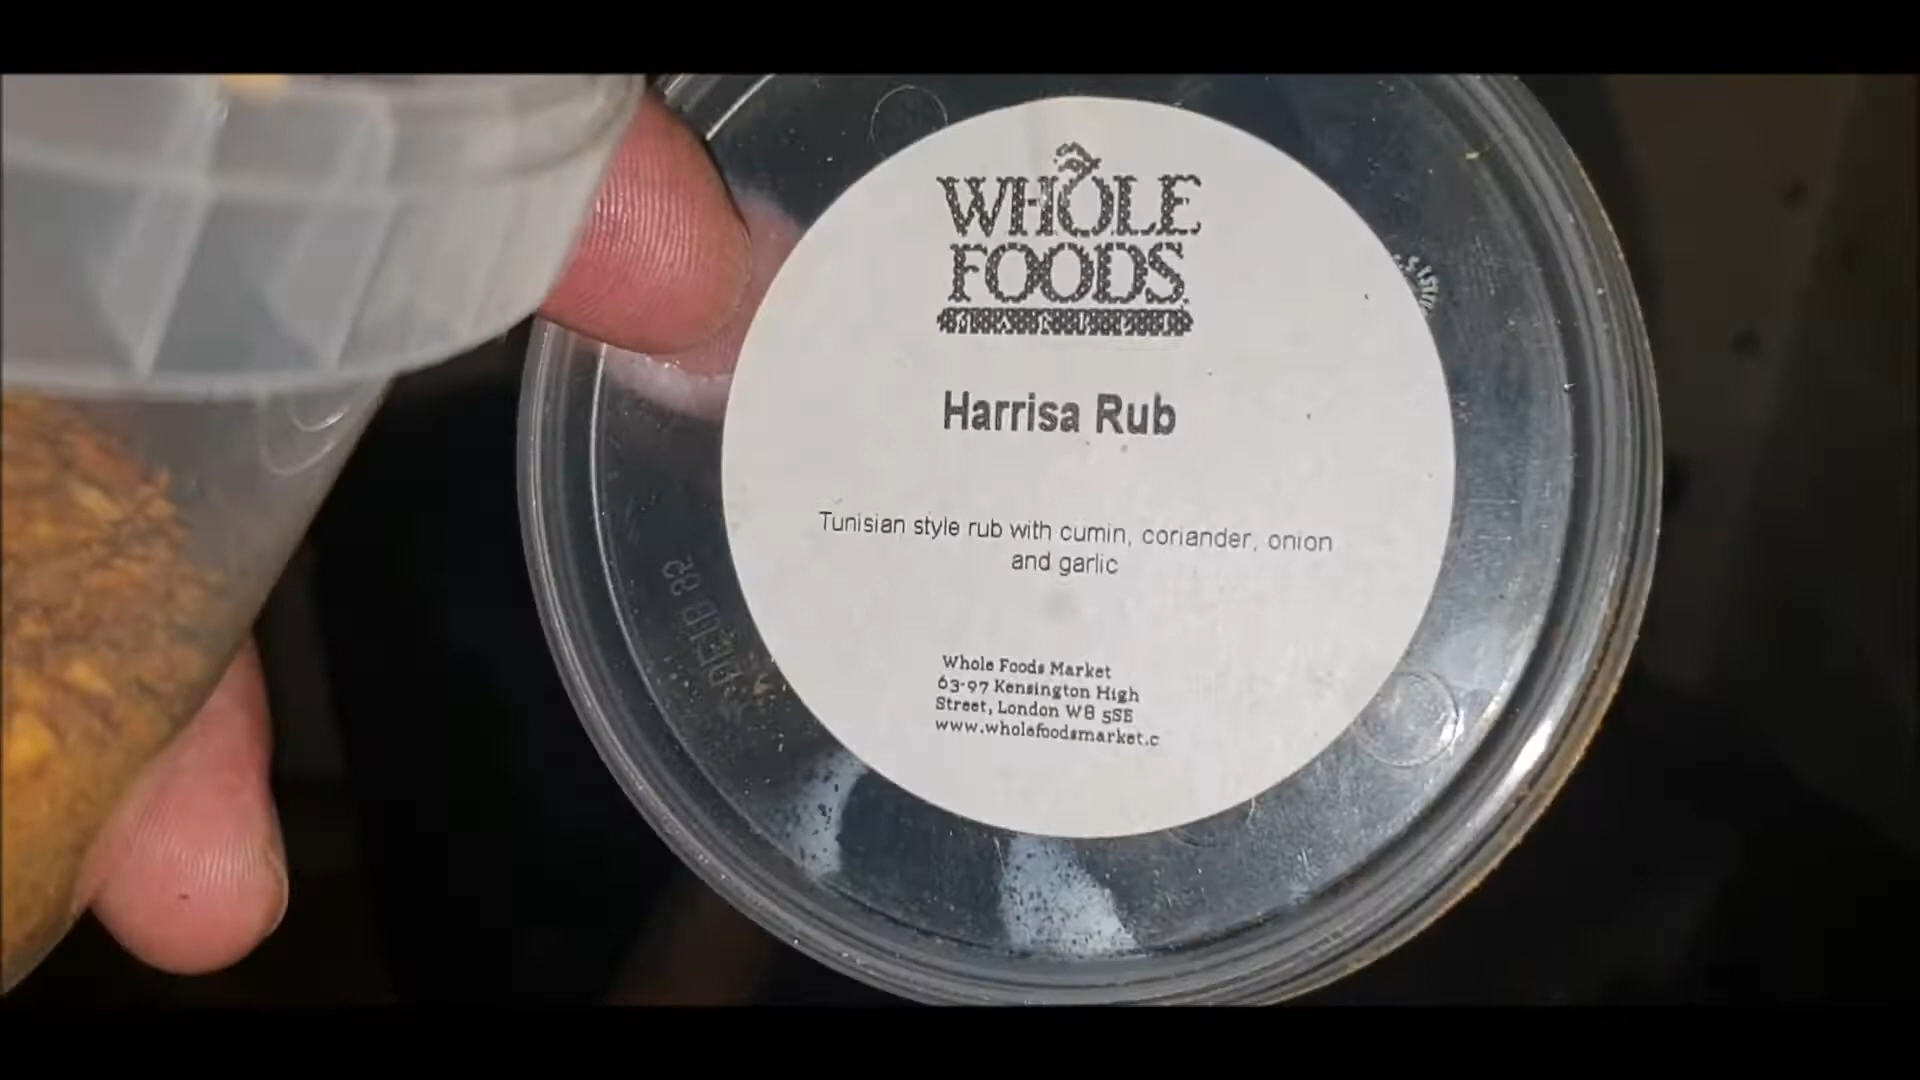 WHOLE
FOODS
Harrisa Rub
Tunisian style rub with cumin, coriander, onion
and garlic
Whole Foods Market
63-97 Kensington High
Street, London W8 5SE
www.wholefoodsmarket.c